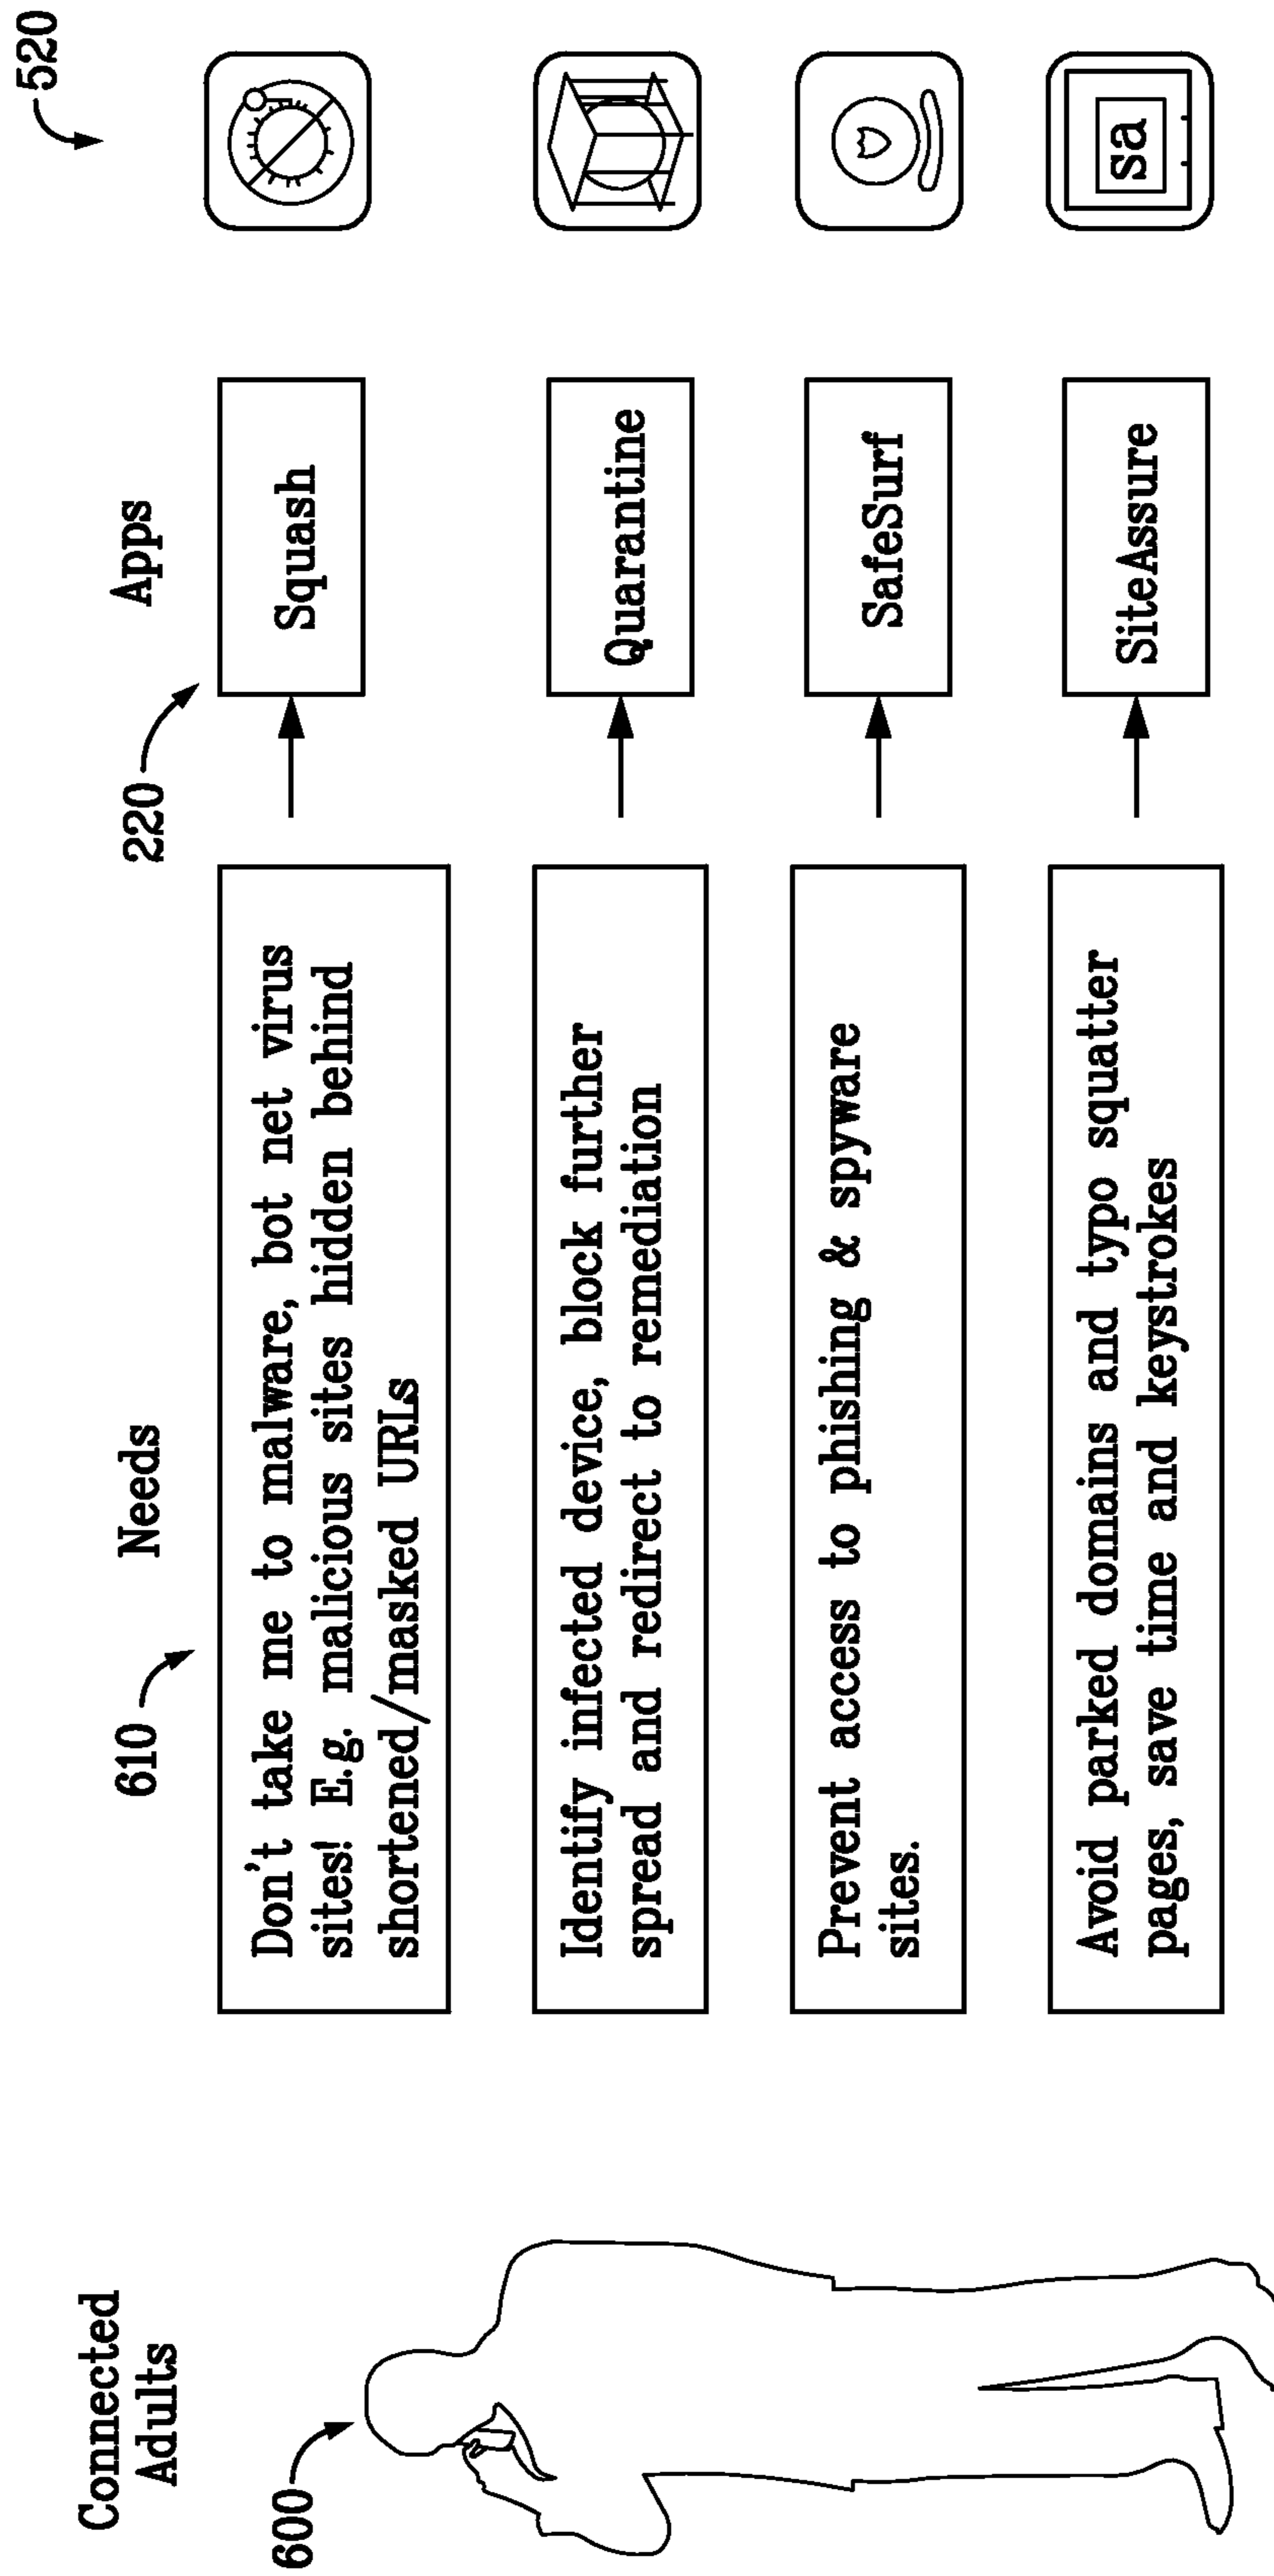 Connected
Adults
600
Needs
610
Apps
220
520
Don't take me to malware, bot net virus
sites! E.g. malicious sites hidden behind
shortened/masked URLs
Squash
Identify infected device, block further
spread and redirect to remediation
Quarantine
Prevent access to phishing & spyware
sites.
SafeSurf
Avoid parked domains and typo squatter
pages, save time and keystrokes
SiteAssure
sa